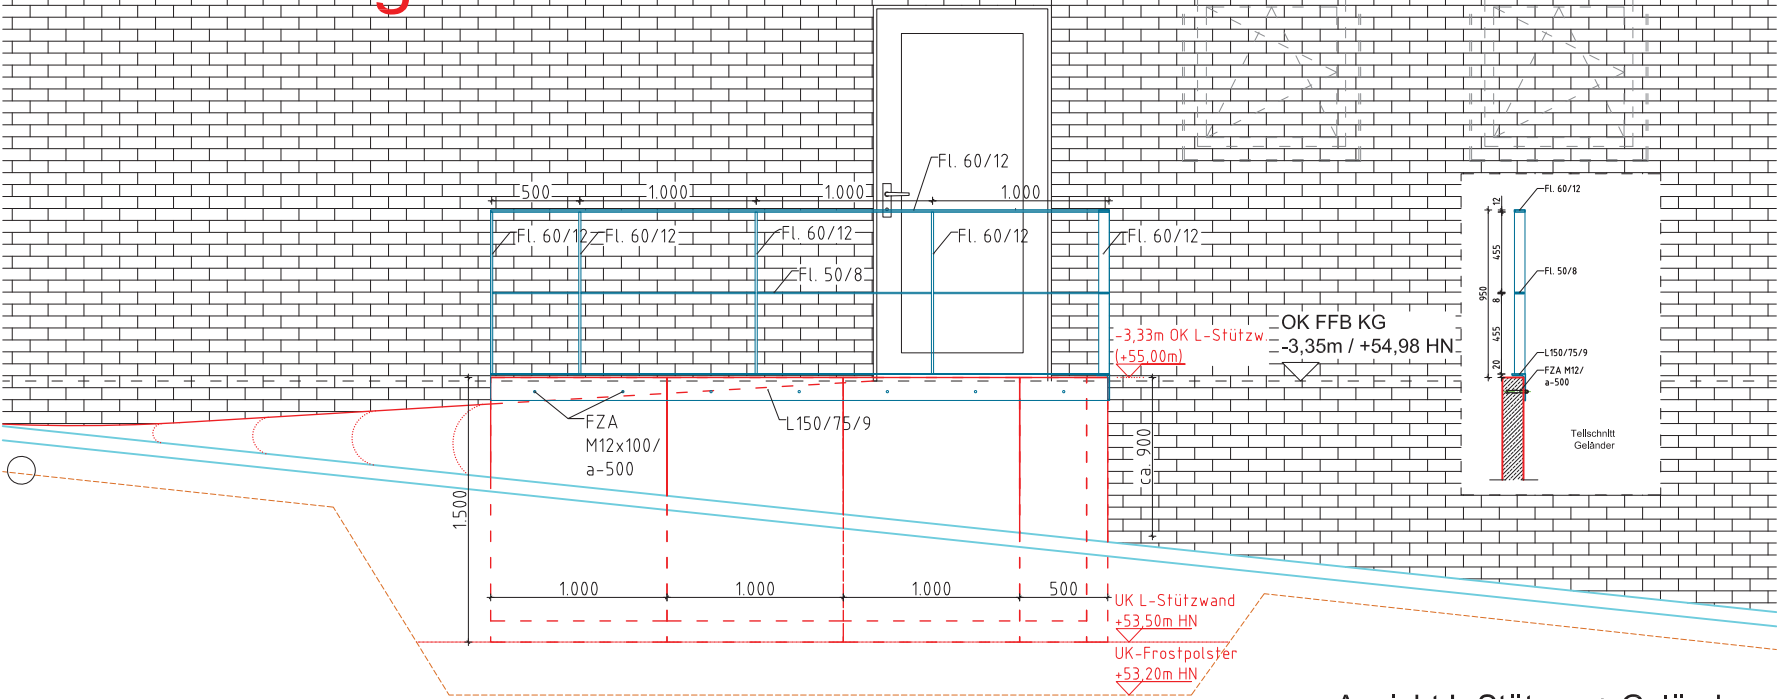 Fl. 60/12
500
1.000
1.000
1.000
Fl. 60/12
Fl. 60/12
Fl. 60/12
Fl. 60/12
Fl. 60/12
Fl. 50/8
-3,33m OK L-Stützw.
(+55,00m)
OK FFB KG
-3,35m / +54,98 HN
FZA
M12x100/
a-500
L150/75/9
1.500
ca. 900
1.000
1.000
1.000
500
UK L-Stützwand
+53,50m HN
UK-Frostpolster
+53,20m HN
Fl. 60/12
12
455
Fl. 50/8
950
8
455
L150/75/9
20
FZA M12/
a-500
Teilschnitt
Geländer